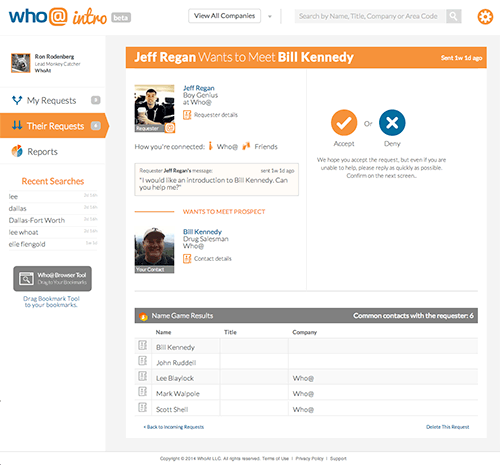 who@ intro beta
View All Companies
Search by Name, Title, Company or Area Code
Ron Rodenberg
Lead Monkey Catcher
WhoAt
My Requests
Their Requests
Reports
Recent Searches
lee
dallas
Dallas-Fort Worth
lee whoat
elie fiengold
Who@ Browser Tool
Drag to Your Bookmarks
Drag Bookmark Tool
to your bookmarks.
Jeff Regan Wants to Meet Bill Kennedy
Sent 1w 1d ago
Jeff Regan
Boy Genius
at Who@
Requester details
Requester
How you're connected: Who@ Friends
Requester Jeff Regan's message: sent 1w 1d ago
"I would like an introduction to Bill Kennedy. Can
you help me?"
WANTS TO MEET PROSPECT
Bill Kennedy
Drug Salesman
Who@
Contact details
Your Contact
Or
Accept Deny
We hope you accept the request, but even if you are
unable to help, please reply as quickly as possible.
Confirm on the next screen.
Name Game Results Common contacts with the requester: 6
Name Title Company
Bill Kennedy
John Ruddell
Lee Blaylock Who@
Mark Walpole Who@
Scott Shell Who@
< Back to Incoming Requests Delete This Request
Copyright © 2014 WhoAt LLC. All rights reserved. Terms of Use | Privacy Policy | Support